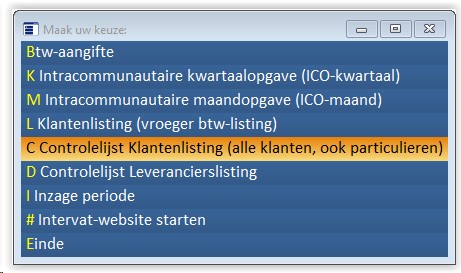 Maak uw keuze:
Btw-aangifte
K Intracommunautaire kwartaalopgave (ICO-kwartaal)
M Intracommunautaire maandopgave (ICO-maand)
L Klantenlisting (vroeger btw-listing)
C Controlelijst Klantenlisting (alle klanten, ook particulieren)
D Controlelijst Leverancierslisting
I Inzage periode
# Intervat-website starten
Einde